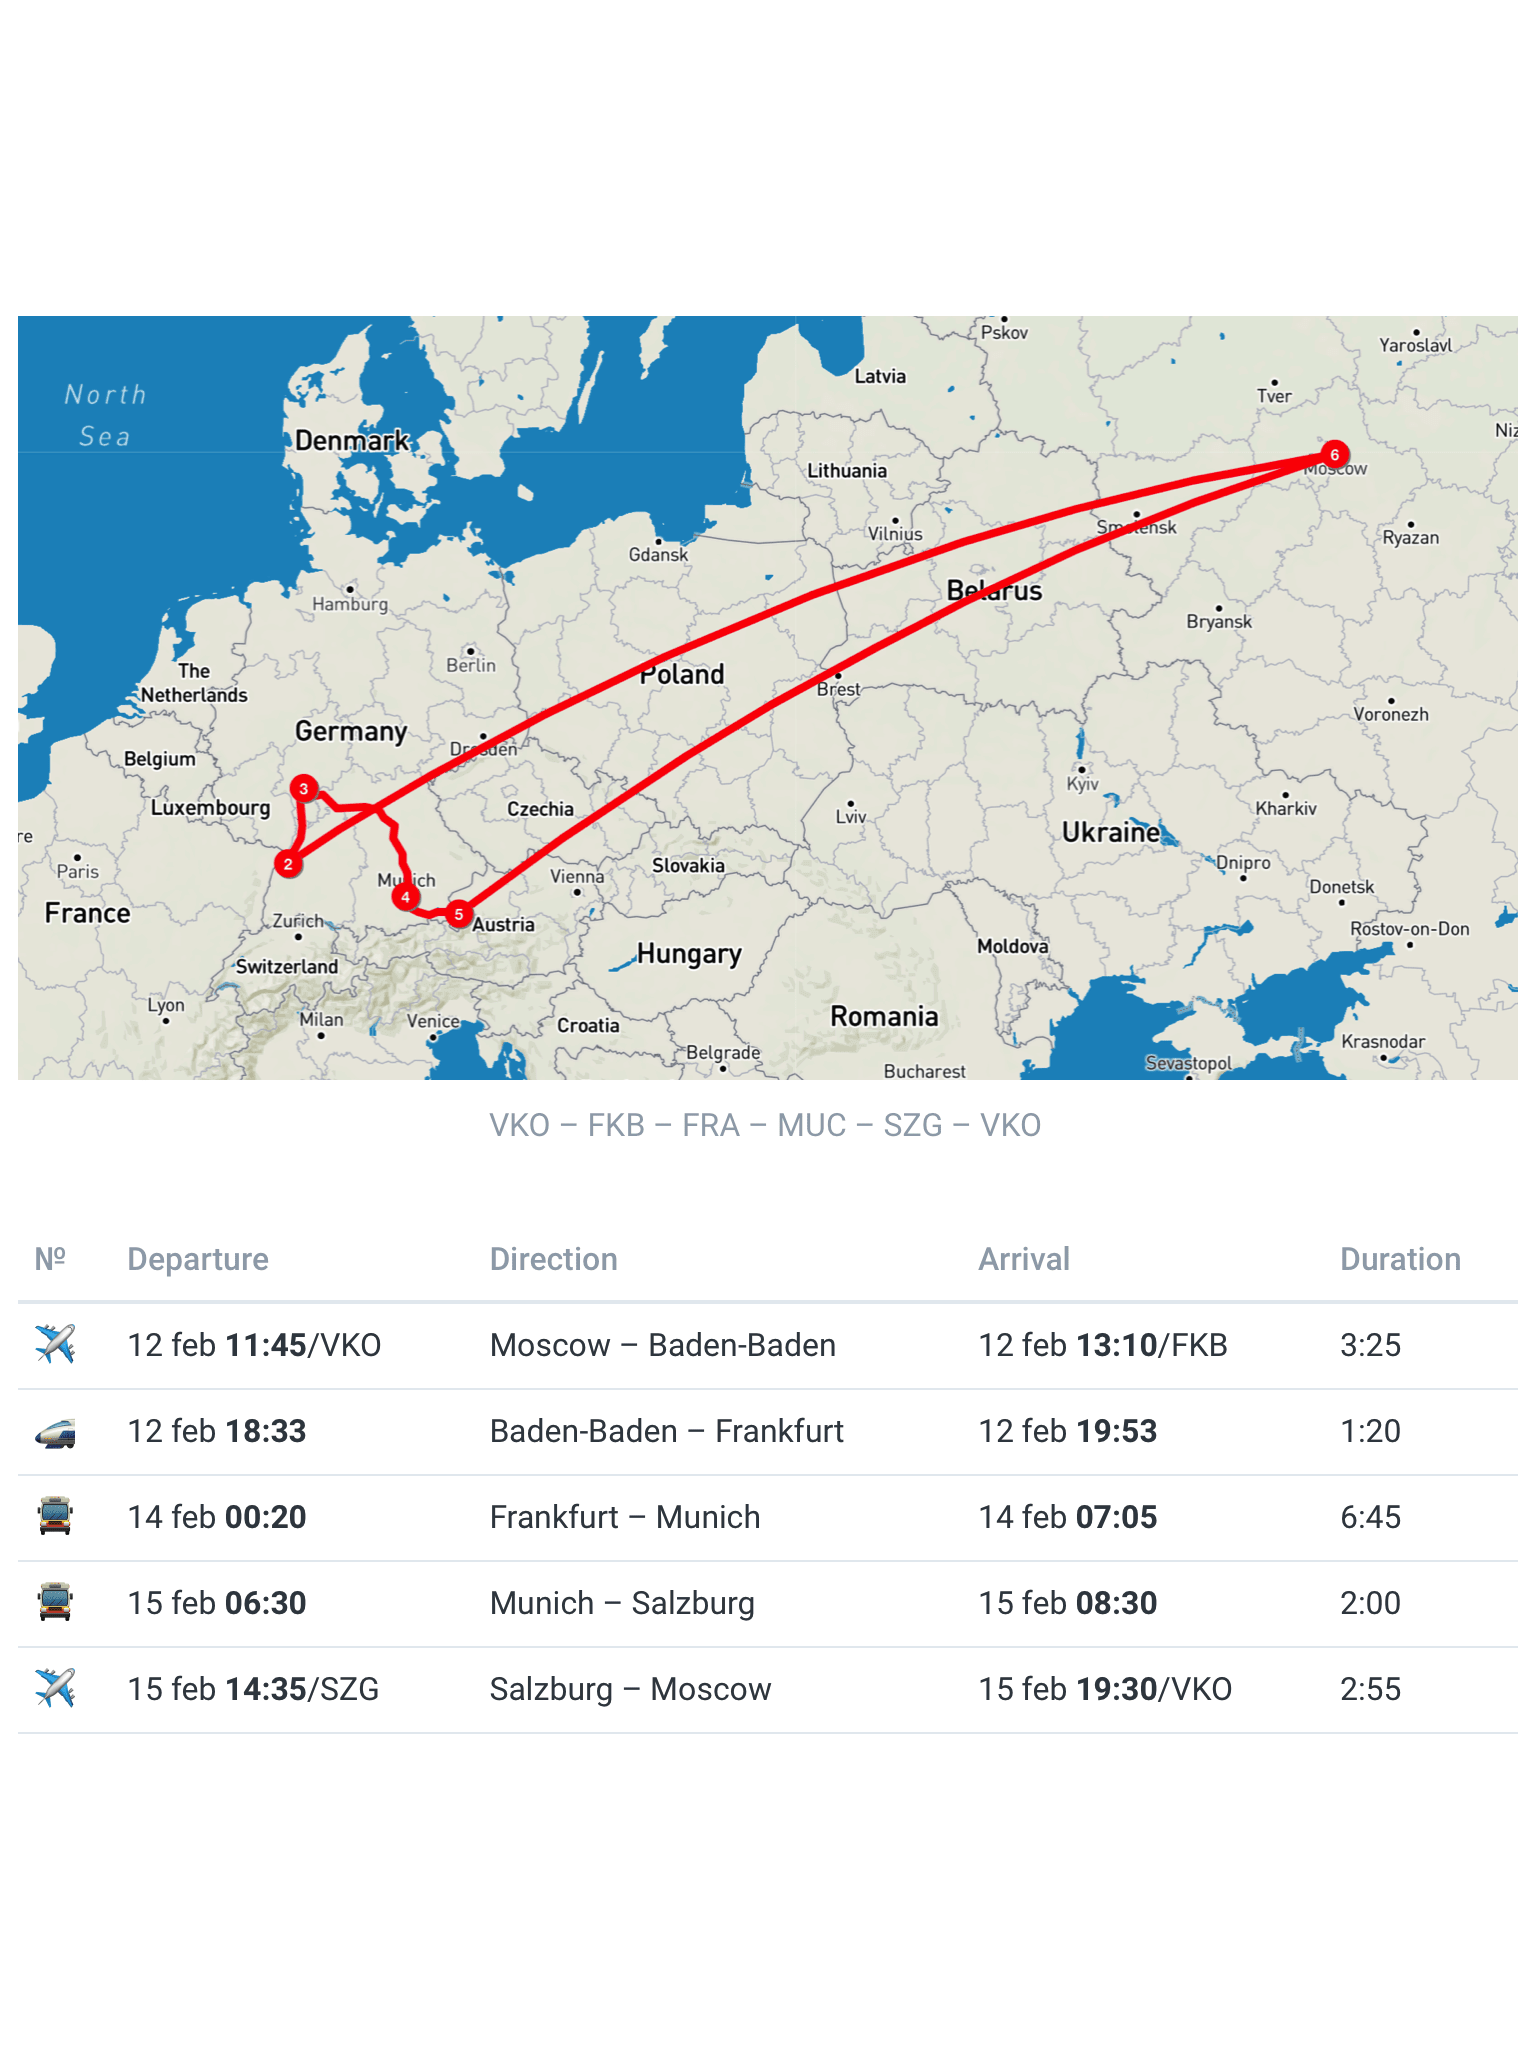 Pskov
Yaroslavl
North
Sea
Latvia
Tver
Denmark
Niz
Lithuania
6
Moscow
Vilnius
Smolensk
Ryazan
Gdansk
Belarus
Hamburg
Bryansk
Berlin
The
Netherlands
Poland
Brest
Voronezh
Germany
Dresden
Belgium
Kyiv
3
Luxembourg
Czechia
Lviv
Kharkiv
re
Ukraine
2
Paris
Slovakia
Dnipro
Munich
Vienna
Donetsk
4
France
5
Zurich
Austria
Rostov-on-Don
Hungary
Moldova
Switzerland
Lyon
Milan
Venice
Croatia
Romania
Belgrade
Krasnodar
Bucharest
Sevastopol
VKO – FKB – FRA – MUC – SZG – VKO
№ Departure Direction Arrival Duration
12 feb 11:45/VKO Moscow – Baden-Baden 12 feb 13:10/FKB 3:25
12 feb 18:33 Baden-Baden – Frankfurt 12 feb 19:53 1:20
14 feb 00:20 Frankfurt – Munich 14 feb 07:05 6:45
15 feb 06:30 Munich – Salzburg 15 feb 08:30 2:00
15 feb 14:35/SZG Salzburg – Moscow 15 feb 19:30/VKO 2:55